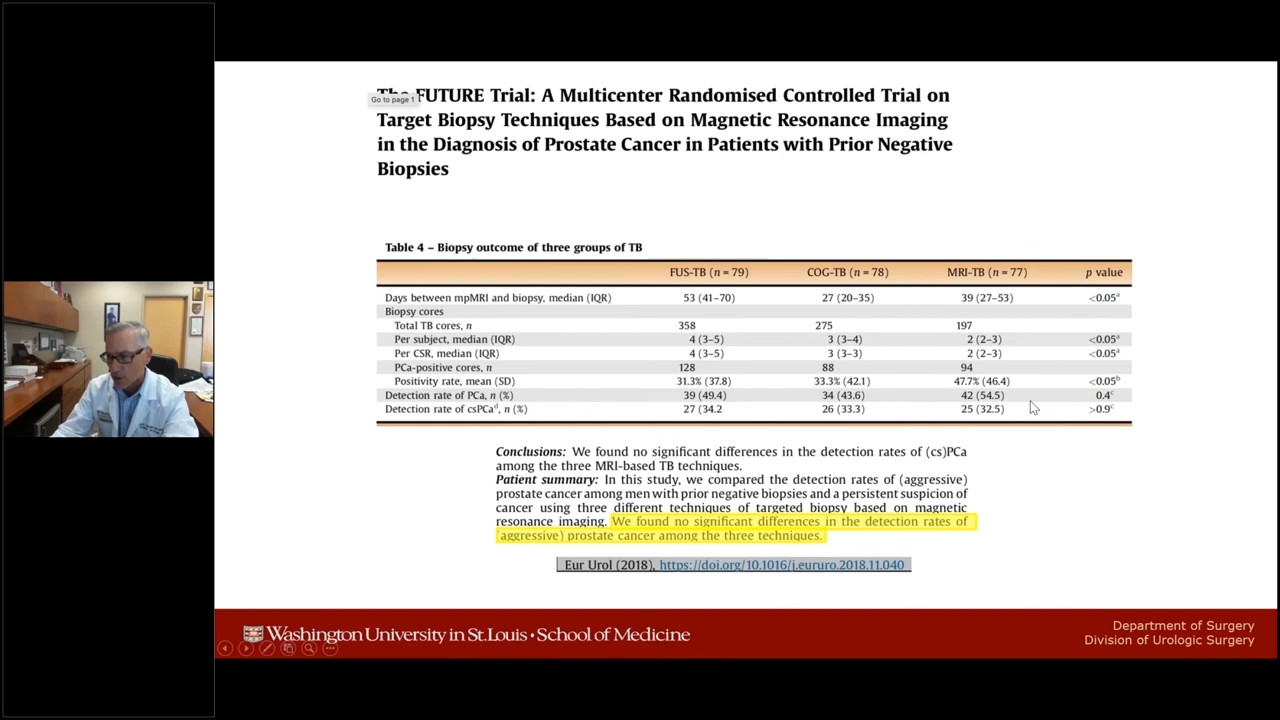 The FUTURE Trial: A Multicenter Randomised Controlled Trial on
Go to page 1
Target Biopsy Techniques Based on Magnetic Resonance Imaging
in the Diagnosis of Prostate Cancer in Patients with Prior Negative
Biopsies
Table 4 – Biopsy outcome of three groups of TB
FUS-TB (n = 79) COG-TB (n = 78) MRI-TB (n = 77) p value
Days between mpMRI and biopsy, median (IQR) 53 (41–70) 27 (20–35) 39 (27–53) <0.05a
Biopsy cores
Total TB cores, n 358 275 197
Per subject, median (IQR) 4 (3–5) 3 (3–4) 2 (2–3) <0.05a
Per CSR, median (IQR) 4 (3–5) 3 (3–3) 2 (2–3) <0.05a
PCa-positive cores, n 128 88 94
Positivity rate, mean (SD) 31.3% (37.8) 33.3% (42.1) 47.7% (46.4) <0.05b
Detection rate of PCa, n (%) 39 (49.4) 34 (43.6) 42 (54.5) 0.4c
Detection rate of csPCad, n (%) 27 (34.2 26 (33.3) 25 (32.5) >0.9c
Conclusions: We found no significant differences in the detection rates of (cs)PCa
among the three MRI-based TB techniques.
Patient summary: In this study, we compared the detection rates of (aggressive)
prostate cancer among men with prior negative biopsies and a persistent suspicion of
cancer using three different techniques of targeted biopsy based on magnetic
resonance imaging. We found no significant differences in the detection rates of
(aggressive) prostate cancer among the three techniques.
Eur Urol (2018), https://doi.org/10.1016/j.eururo.2018.11.040
Washington University in St. Louis • School of Medicine
Department of Surgery
Division of Urologic Surgery